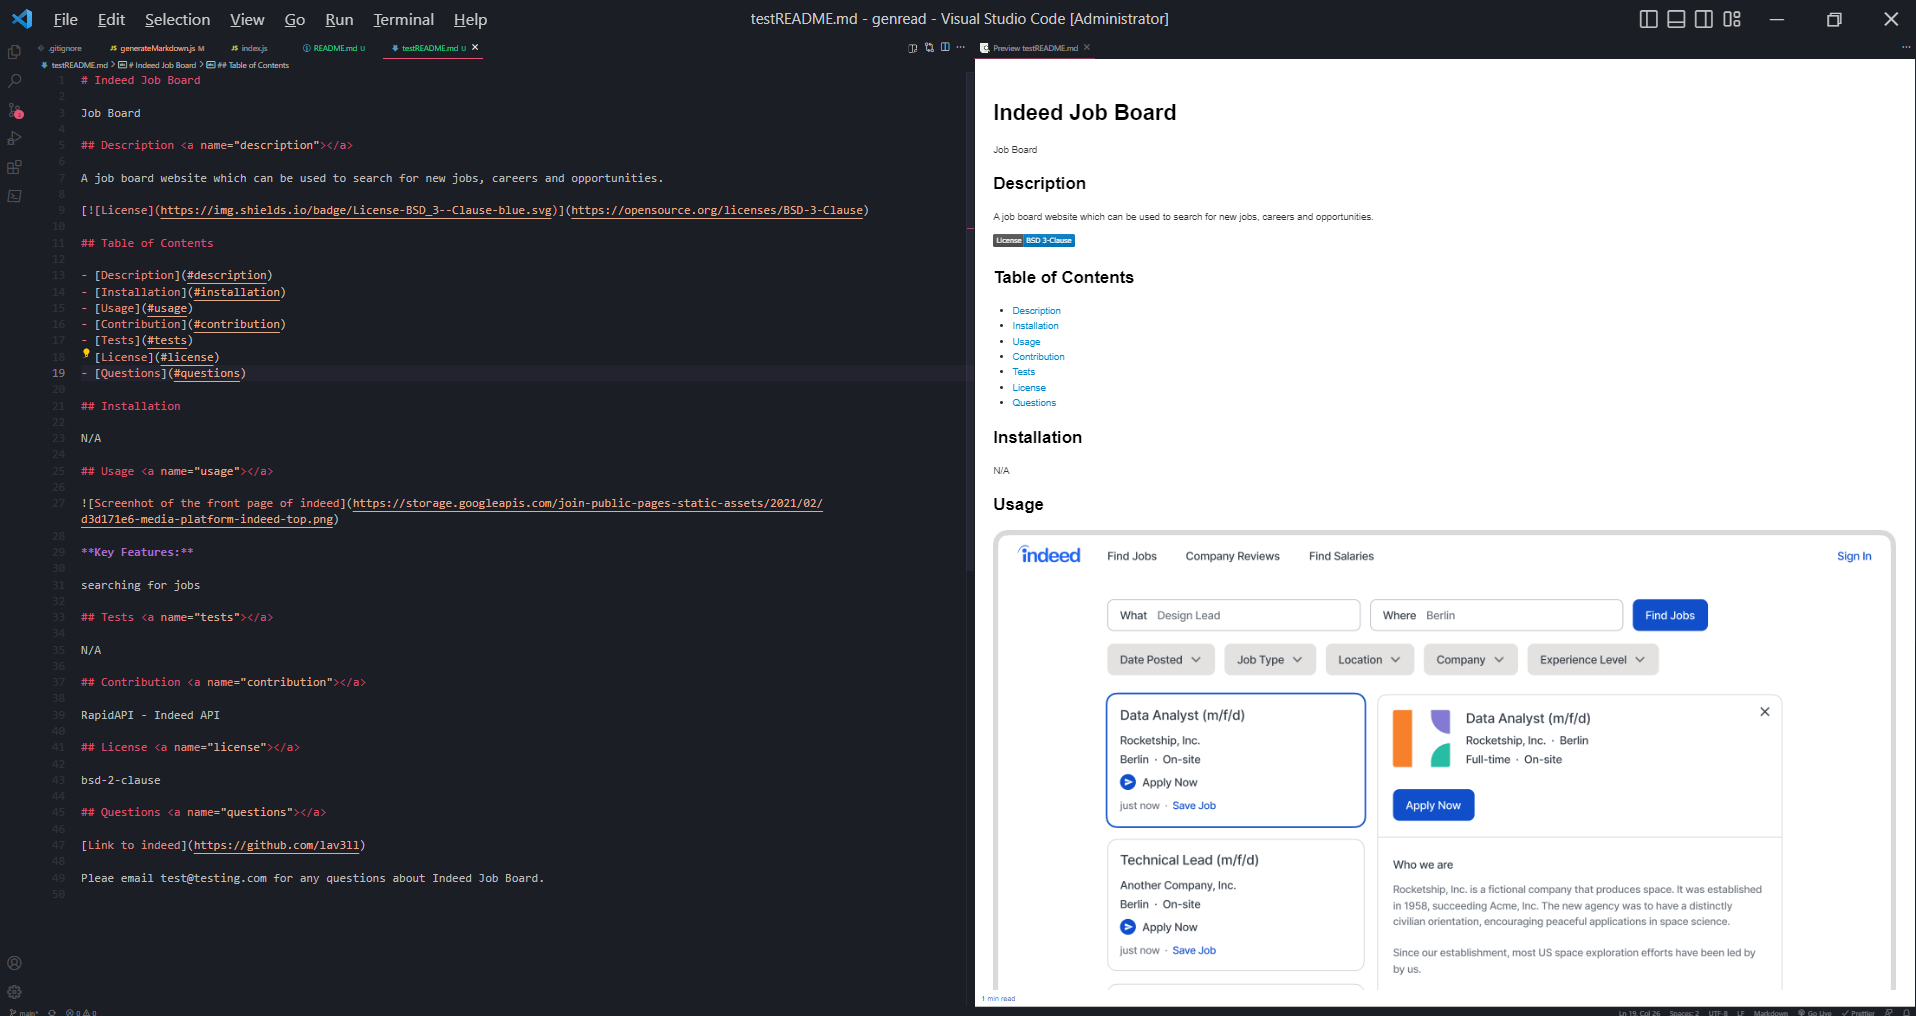 File Edit Selection View Go Run Terminal Help
testREADME.md - genread - Visual Studio Code [Administrator]
.gitignore
generateMarkdown.js M
index.js
README.md U
testREADME.md U
testREADME.md > # Indeed Job Board > ## Table of Contents
1 # Indeed Job Board
2
3 Job Board
4
5 ## Description <a name="description"></a>
6
7 A job board website which can be used to search for new jobs, careers and opportunities.
8
9 [![License](https://img.shields.io/badge/License-BSD_3--Clause-blue.svg)](https://opensource.org/licenses/BSD-3-Clause)
10
11 ## Table of Contents
12
13 - [Description](#description)
14 - [Installation](#installation)
15 - [Usage](#usage)
16 - [Contribution](#contribution)
17 - [Tests](#tests)
18 [License](#license)
19 - [Questions](#questions)
20
21 ## Installation
22
23 N/A
24
25 ## Usage <a name="usage"></a>
26
27 ![Screenhot of the front page of indeed](https://storage.googleapis.com/join-public-pages-static-assets/2021/02/
d3d171e6-media-platform-indeed-top.png)
28
29 **Key Features:**
30
31 searching for jobs
32
33 ## Tests <a name="tests"></a>
34
35 N/A
36
37 ## Contribution <a name="contribution"></a>
38
39 RapidAPI - Indeed API
40
41 ## License <a name="license"></a>
42
43 bsd-2-clause
44
45 ## Questions <a name="questions"></a>
46
47 [Link to indeed](https://github.com/lav3ll)
48
49 Pleae email test@testing.com for any questions about Indeed Job Board.
50
Preview testREADME.md
Indeed Job Board
Job Board
Description
A job board website which can be used to search for new jobs, careers and opportunities.
License BSD 3-Clause
Table of Contents
• Description
• Installation
• Usage
• Contribution
• Tests
• License
• Questions
Installation
N/A
Usage
indeed Find Jobs Company Reviews Find Salaries Sign In
What Design Lead Where Berlin Find Jobs
Date Posted Job Type Location Company Experience Level
Data Analyst (m/f/d)
Rocketship, Inc.
Berlin · On-site
Apply Now
just now · Save Job
Technical Lead (m/f/d)
Another Company, Inc.
Berlin · On-site
Apply Now
just now · Save Job
Data Analyst (m/f/d)
Rocketship, Inc. · Berlin
Full-time · On-site
Apply Now
Who we are
Rocketship, Inc. is a fictional company that produces space. It was established
in 1958, succeeding Acme, Inc. The new agency was to have a distinctly
civilian orientation, encouraging peaceful applications in space science.
Since our establishment, most US space exploration efforts have been led by
by us.
1 min read
main* 0 0
Ln 19, Col 26 Spaces: 2 UTF-8 LF Markdown Go Live Prettier